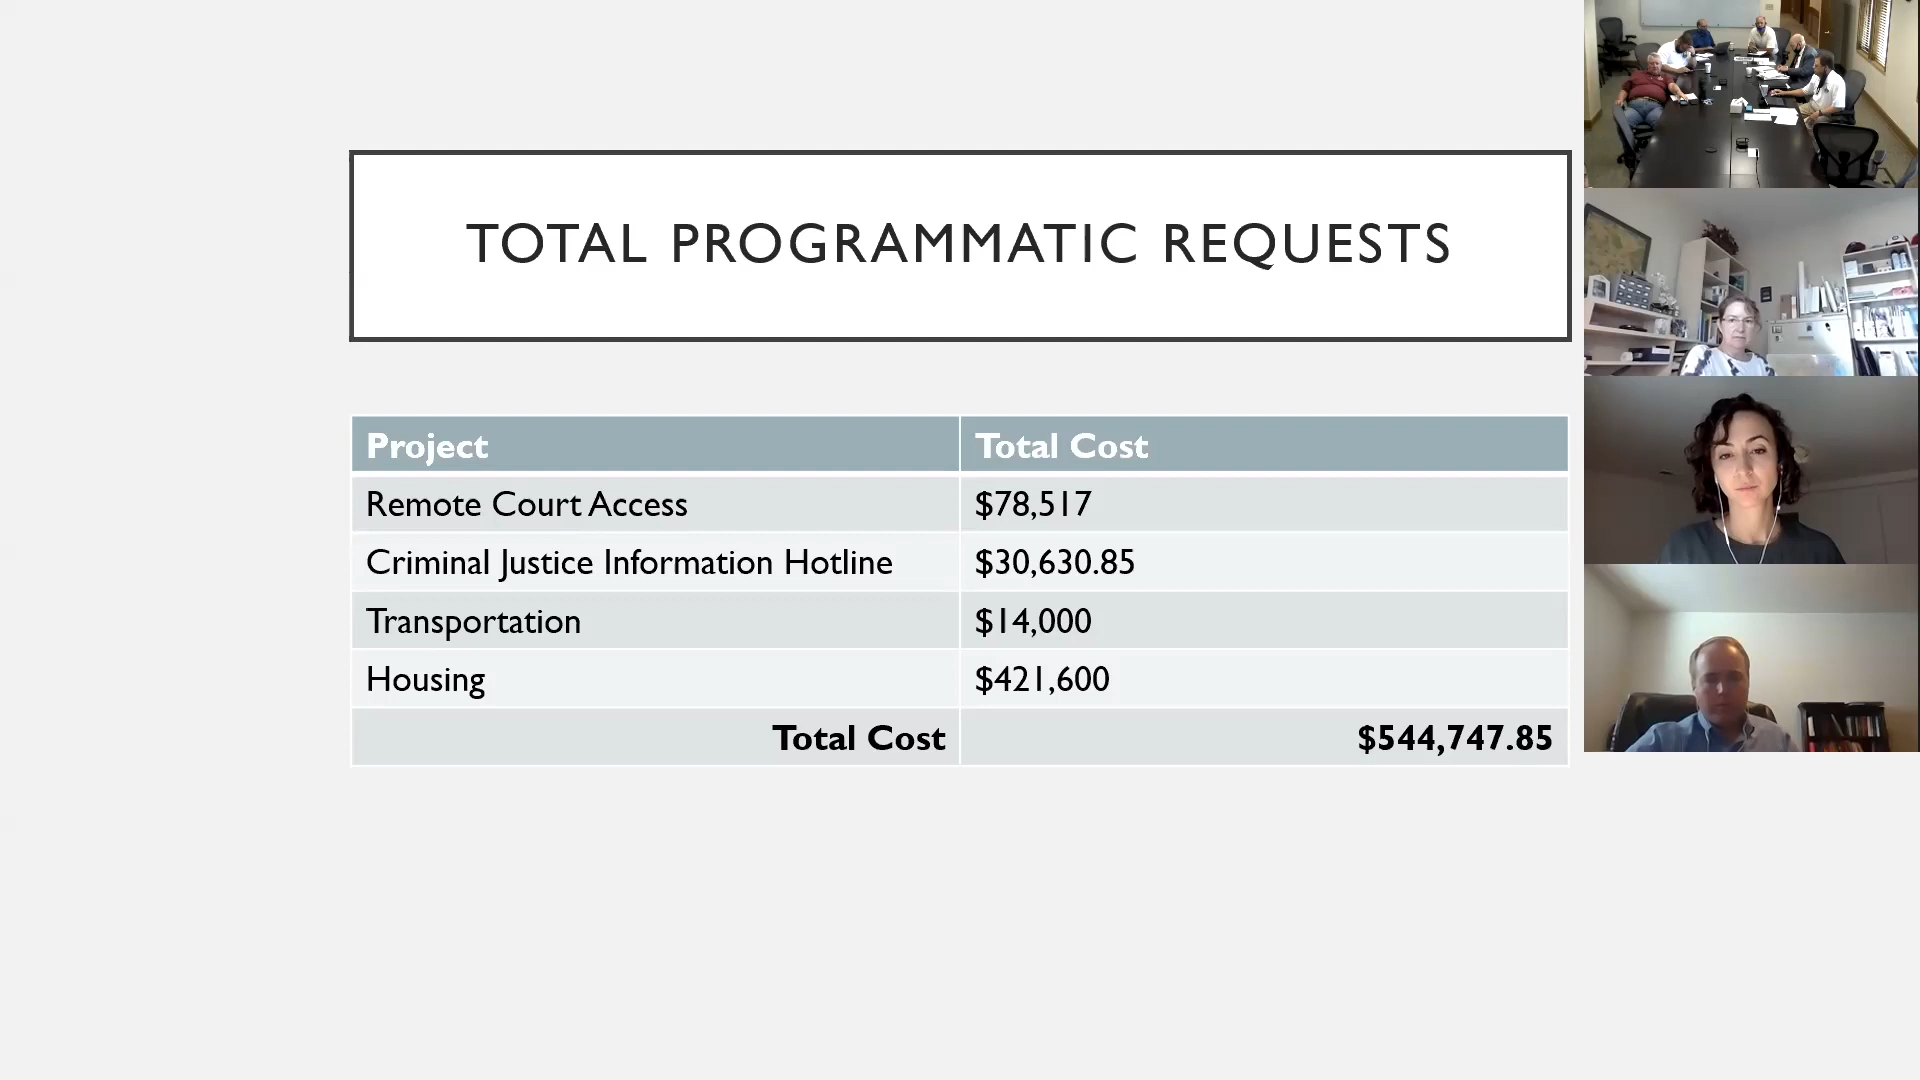 TOTAL PROGRAMMATIC REQUESTS
Project Total Cost
Remote Court Access $78,517
Criminal Justice Information Hotline $30,630.85
Transportation $14,000
Housing $421,600
Total Cost $544,747.85